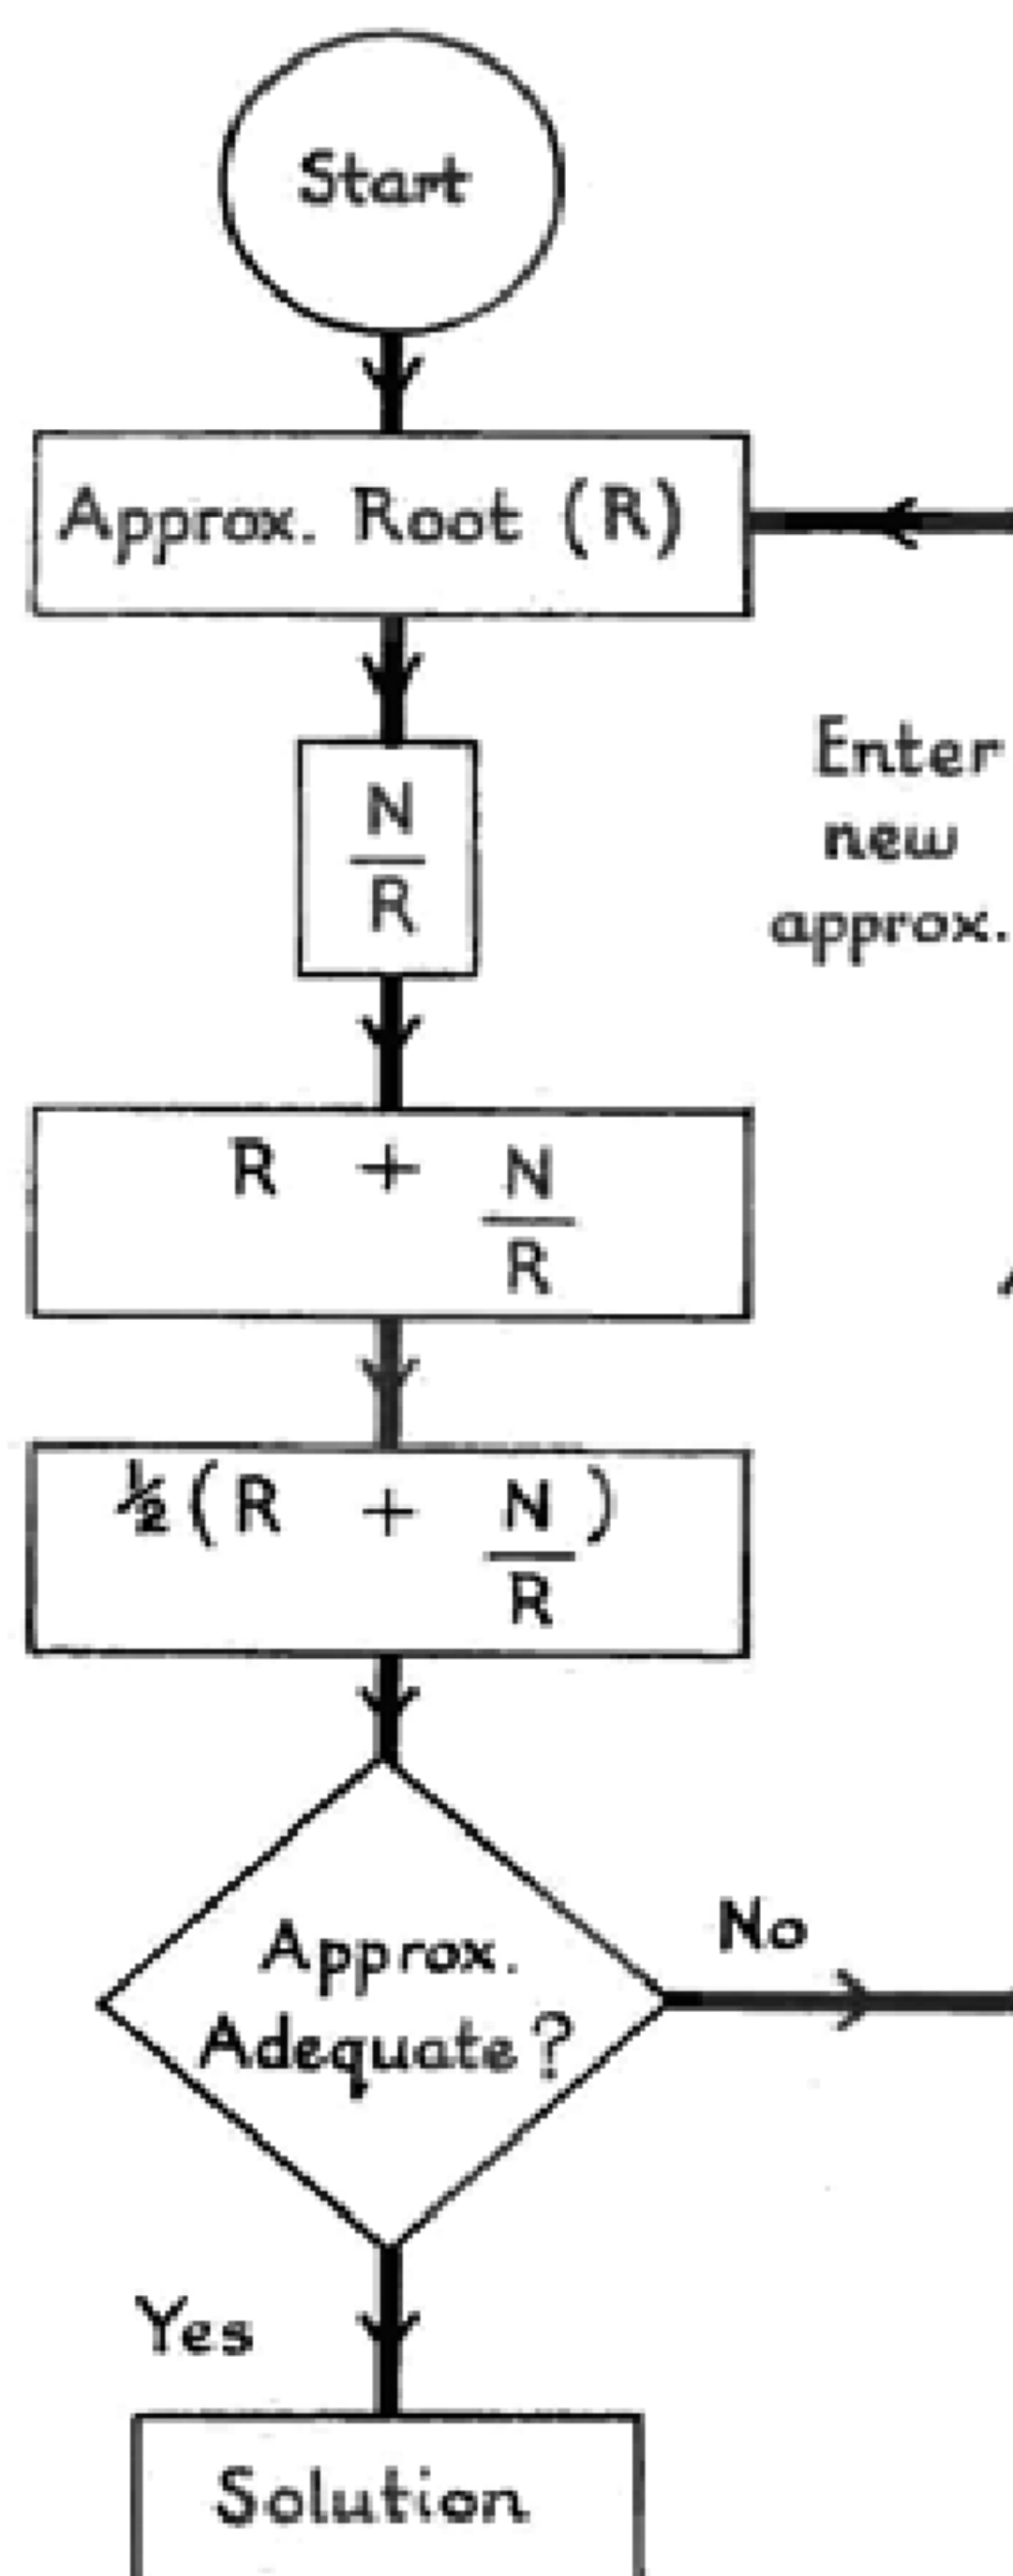 Start
Approx. Root (R)
N
R
Enter
new
approx.
R + N
R
½(R + N)
R
Approx.
Adequate?
No
Yes
Solution